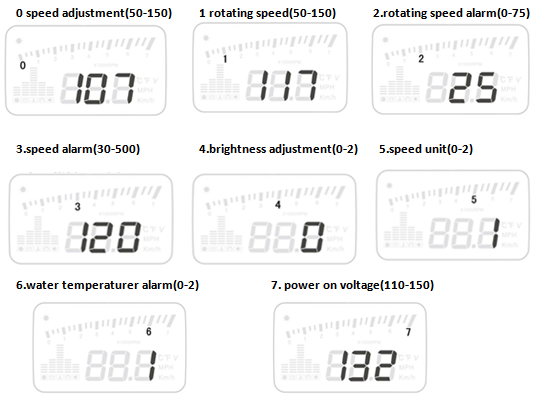 0 speed adjustment(50-150) 1 rotating speed(50-150) 2.rotating speed alarm(0-75)
0 1 2
107 117 25
3.speed alarm(30-500) 4.brightness adjustment(0-2) 5.speed unit(0-2)
3 4 5
120 0 1
6.water temperaturer alarm(0-2) 7. power on voltage(110-150)
6 7
1 132